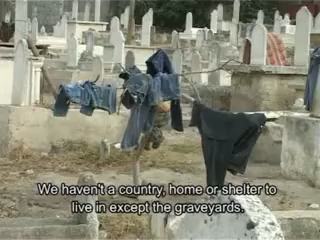 We haven't a country, home or shelter to
live in except the graveyards.